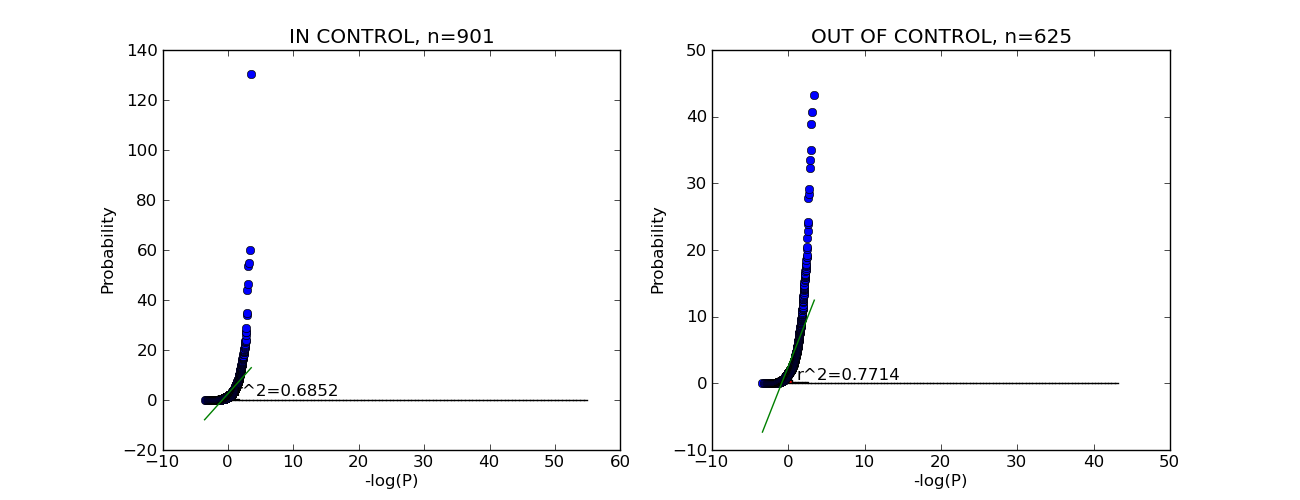 IN CONTROL, n=901
140
120
100
80
60
40
20
0
−20
−10 0 10 20 30 40 50 60
Probability
-log(P)
^2=0.6852
OUT OF CONTROL, n=625
50
40
30
20
10
0
−10
−10 0 10 20 30 40 50
Probability
-log(P)
r^2=0.7714